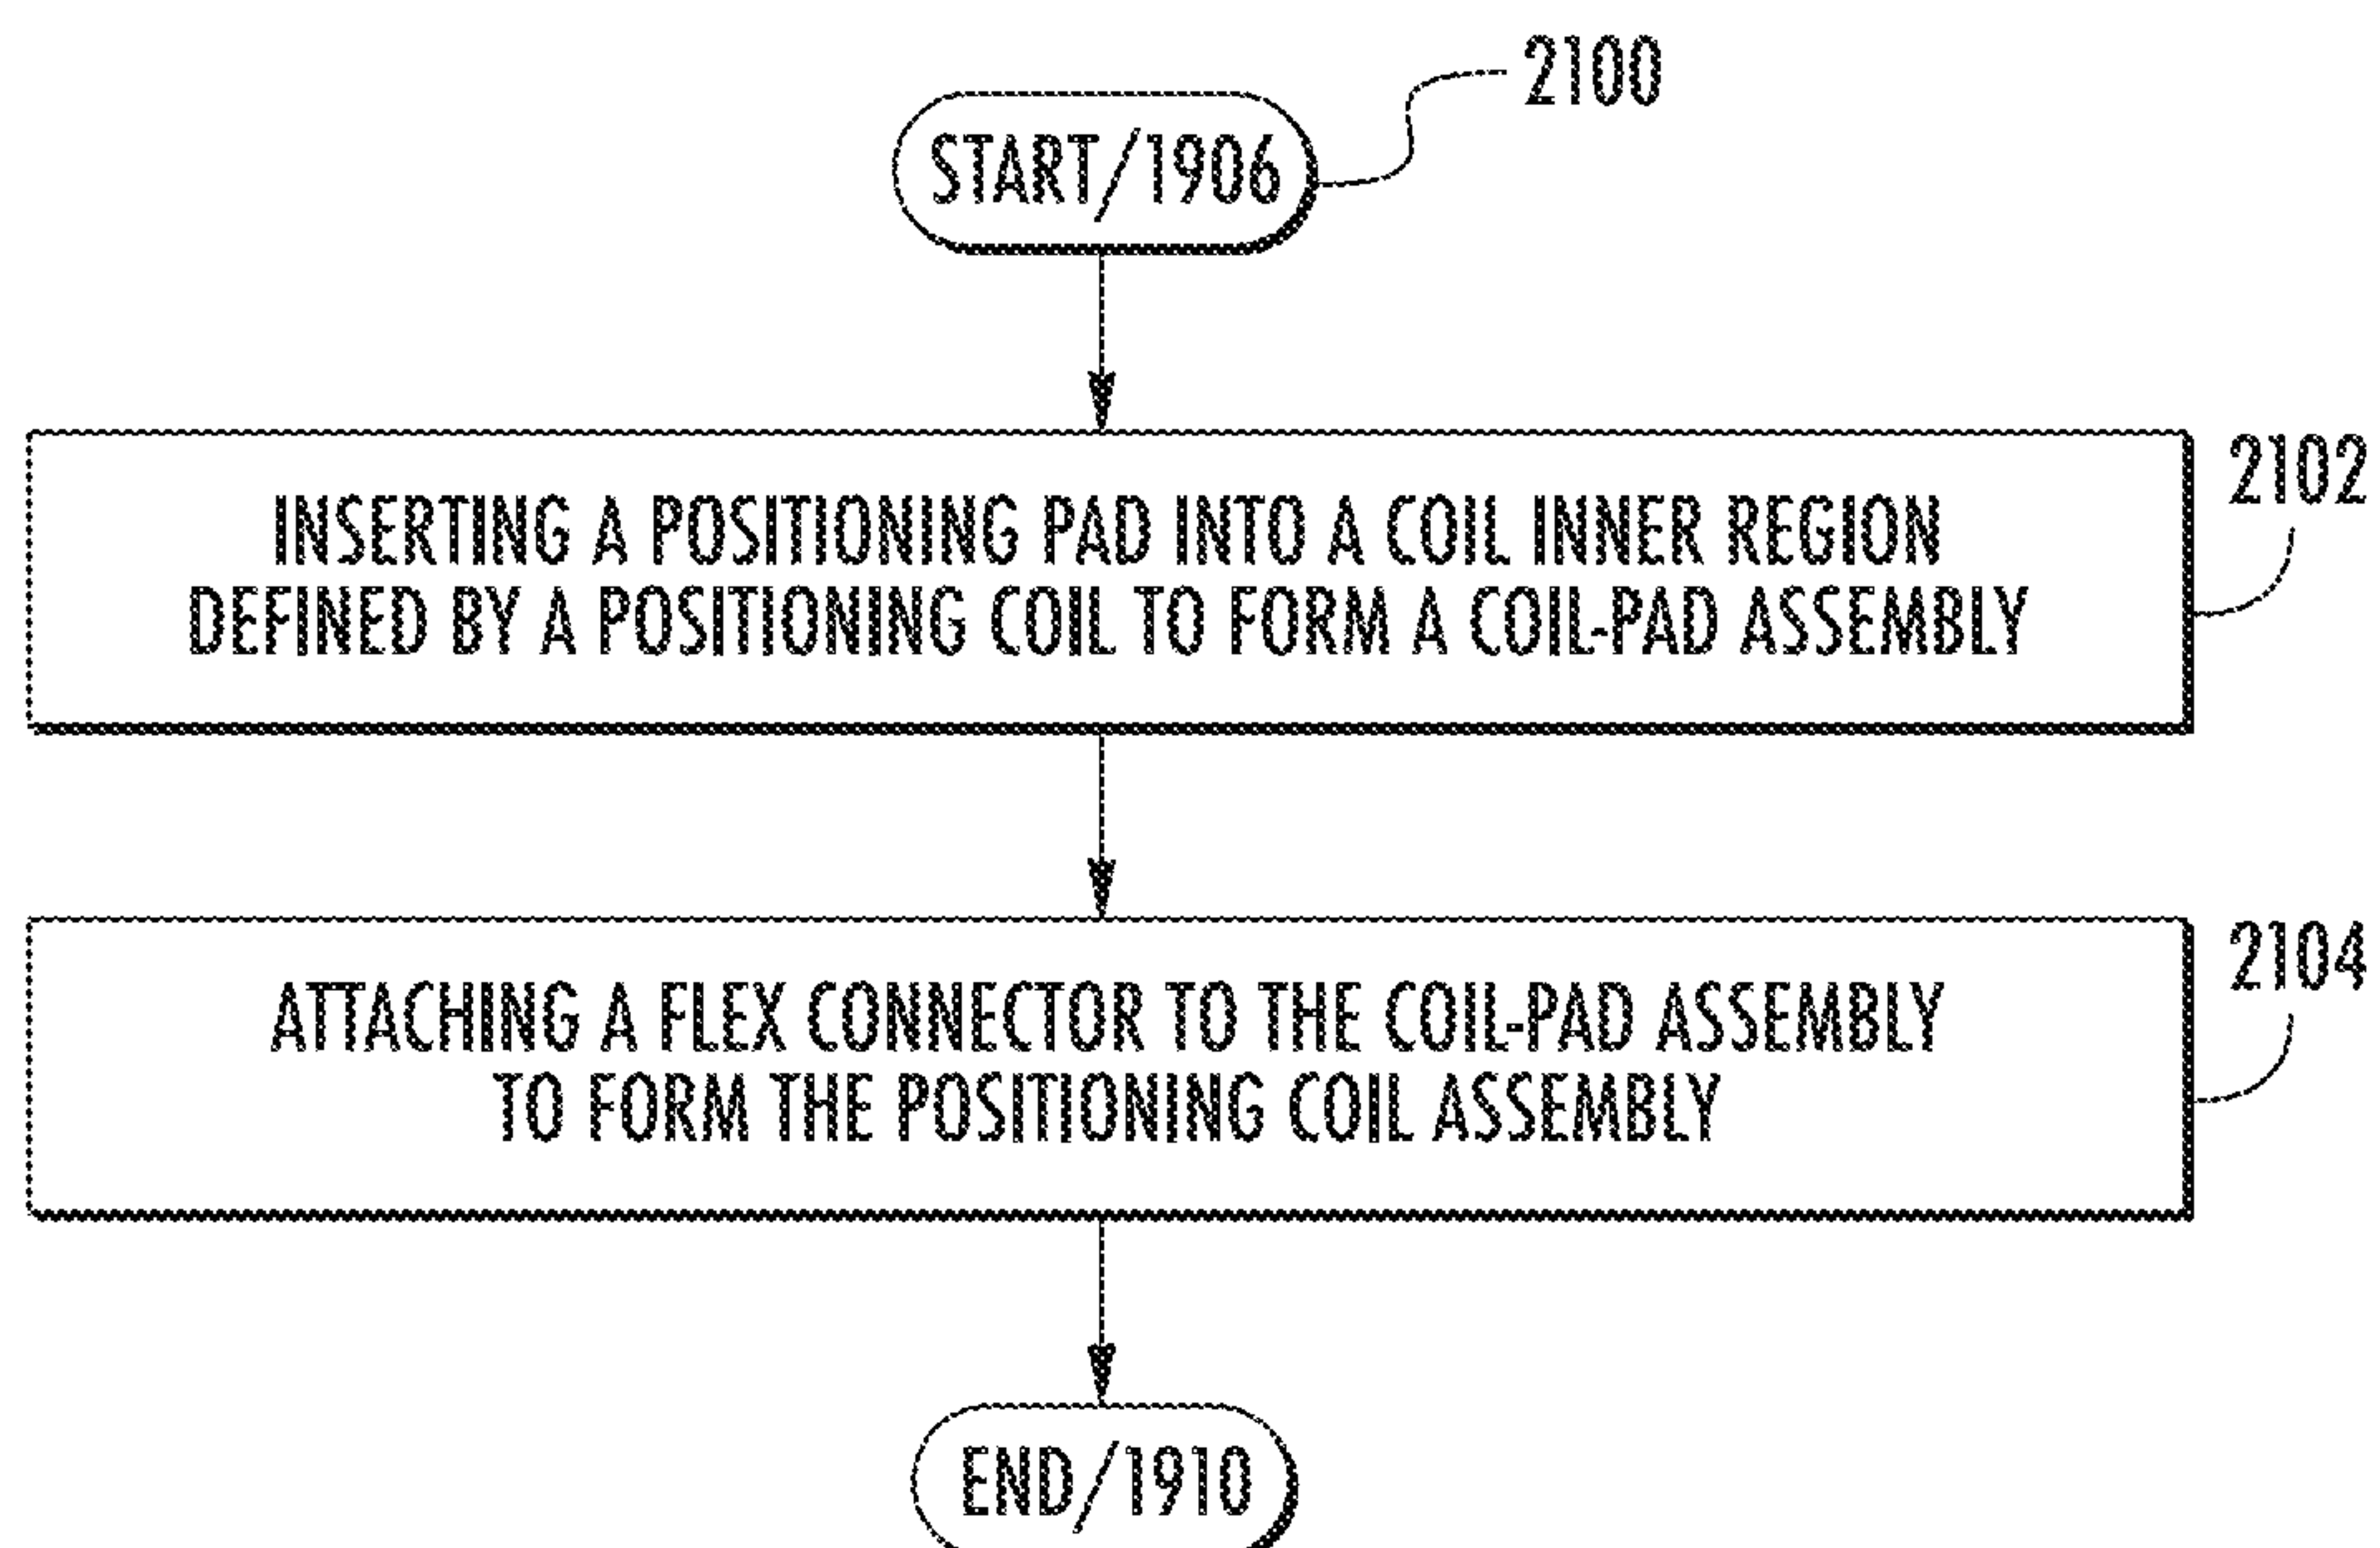 2100
START/1906
2102
INSERTING A POSITIONING PAD INTO A COIL INNER REGION
DEFINED BY A POSITIONING COIL TO FORM A COIL-PAD ASSEMBLY
2104
ATTACHING A FLEX CONNECTOR TO THE COIL-PAD ASSEMBLY
TO FORM THE POSITIONING COIL ASSEMBLY
END/1910